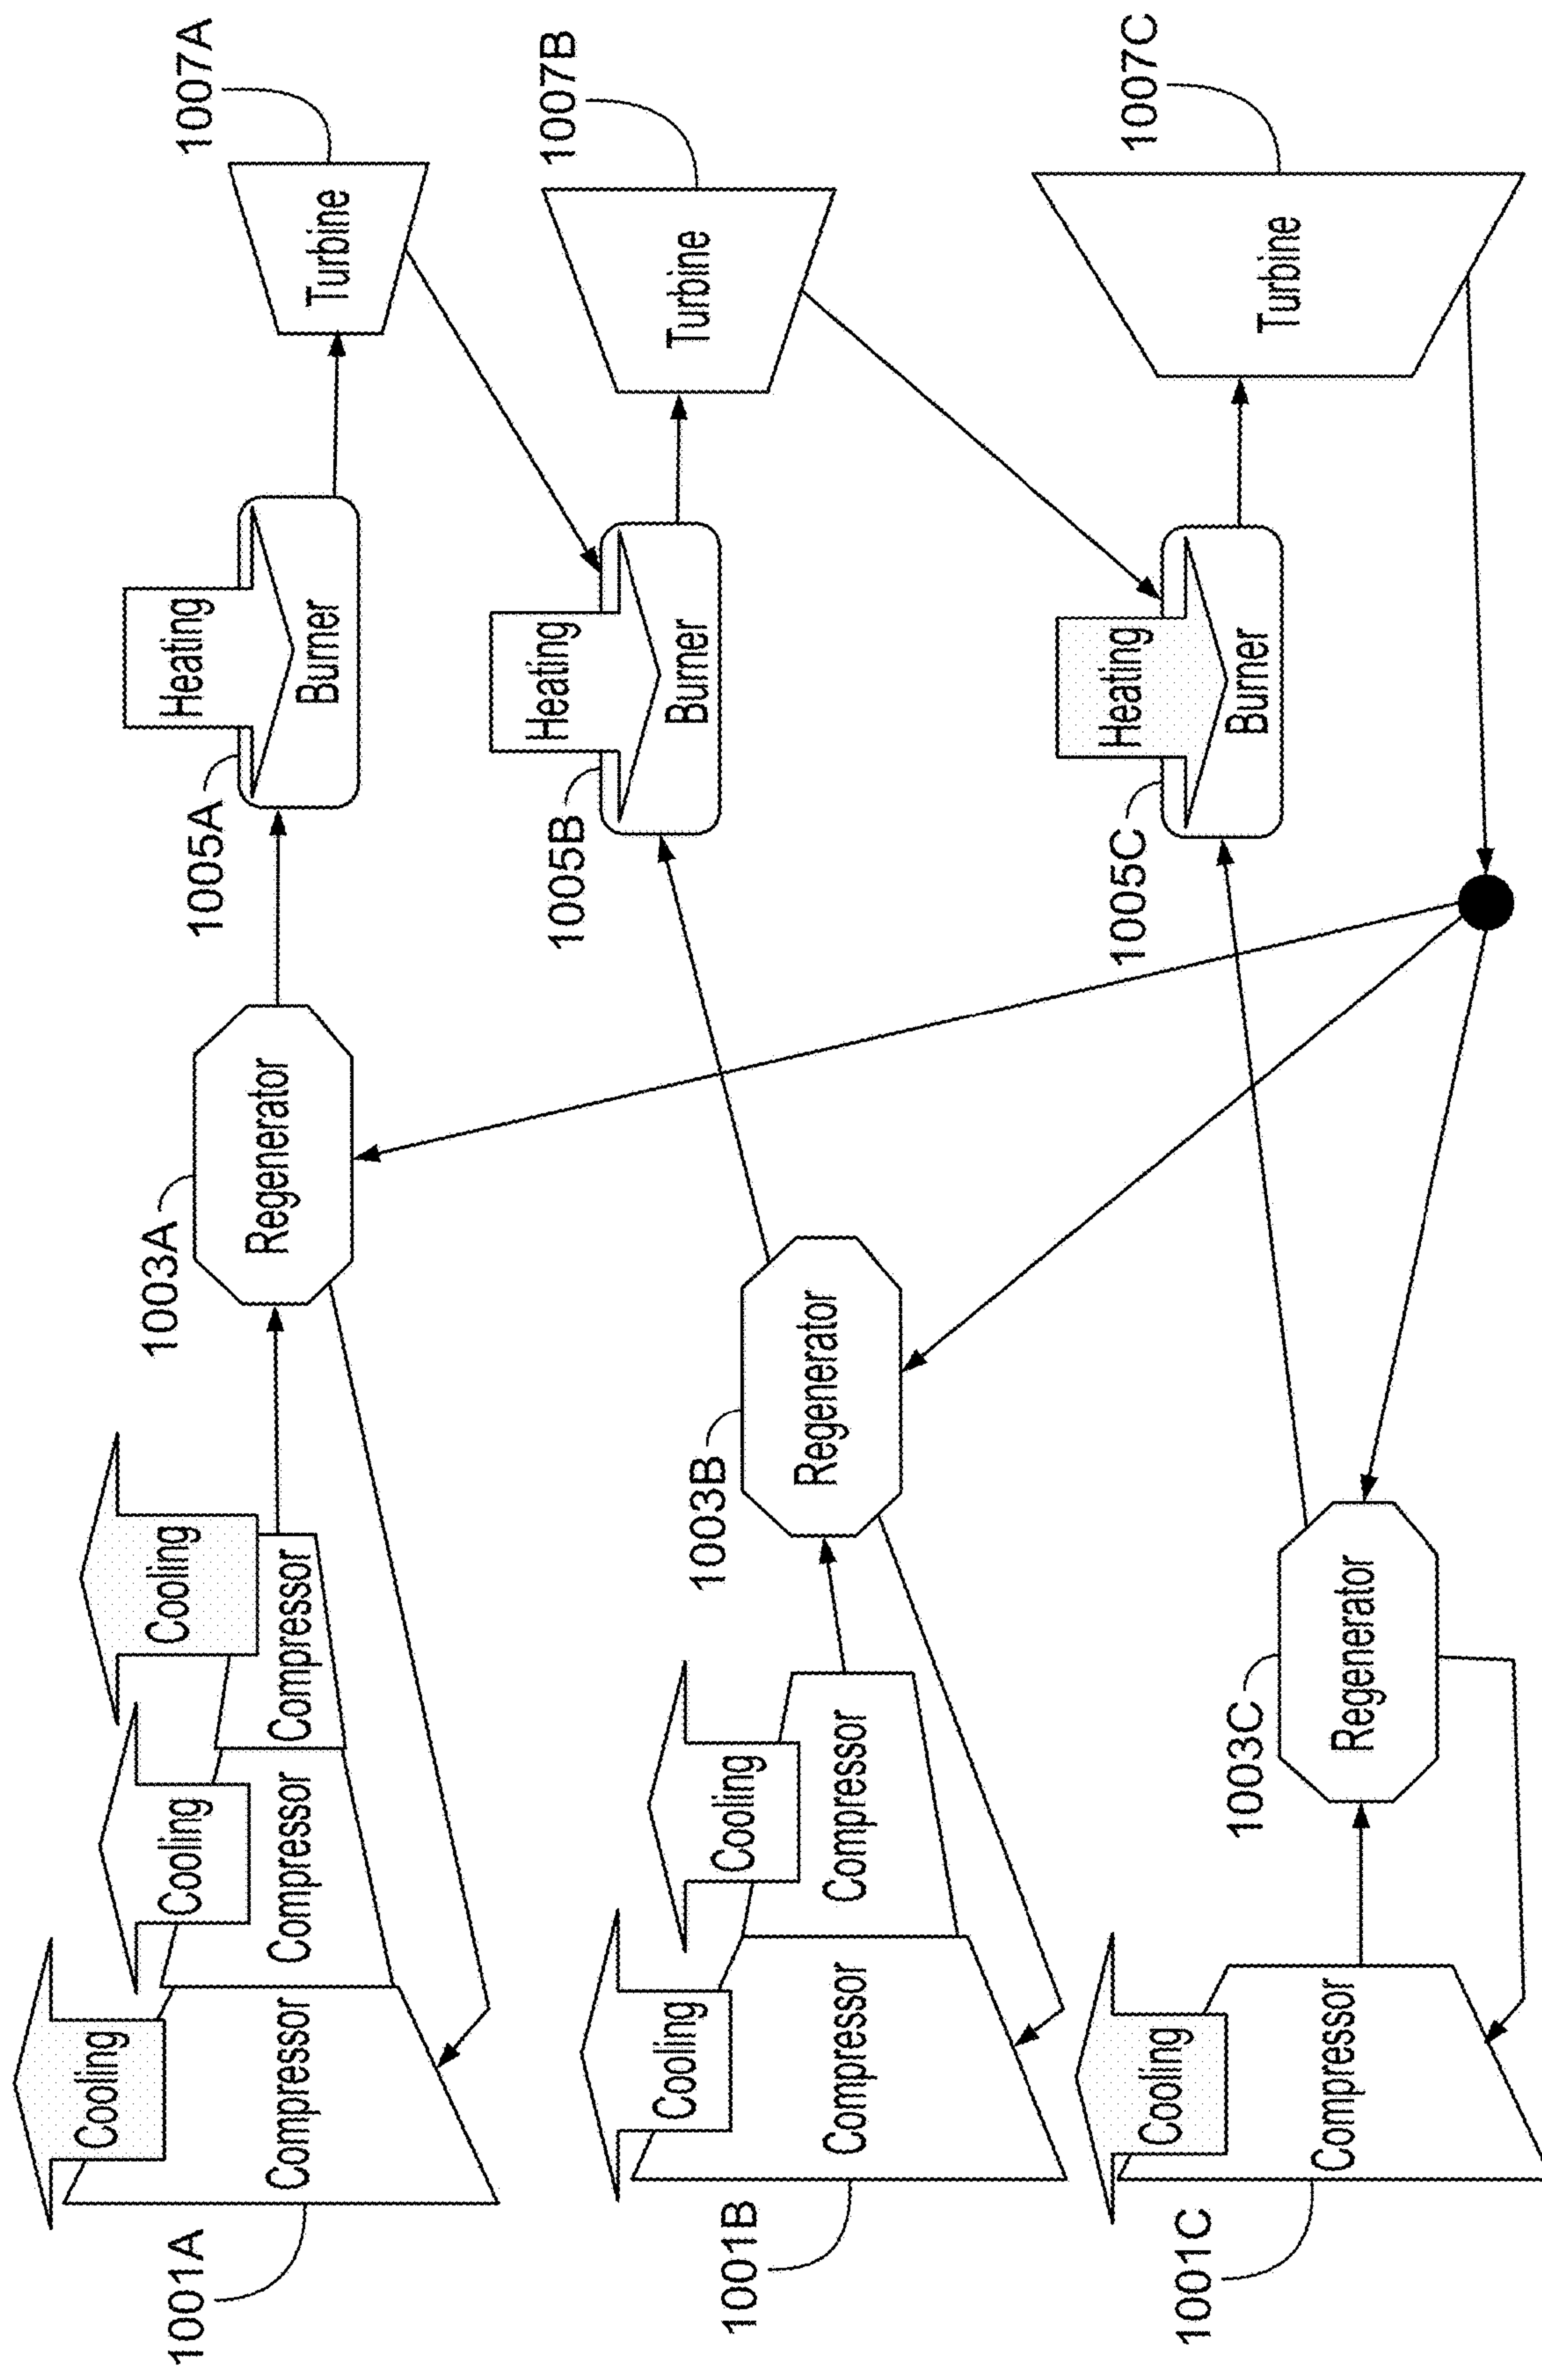 1001A
Compressor
Cooling
Compressor
Cooling
Compressor
Cooling
1003A
Regenerator
1005A
Heating
Burner
1007A
Turbine
1001B
Compressor
Cooling
Compressor
Cooling
1003B
Regenerator
1005B
Heating
Burner
1007B
Turbine
1001C
Compressor
Cooling
1003C
Regenerator
1005C
Heating
Burner
1007C
Turbine